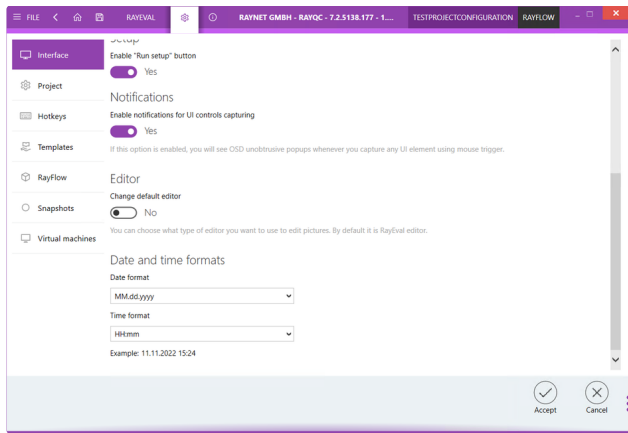 FILE
RAYEVAL
RAYNET GMBH - RAYQC - 7.2.5138.177 - 1....
TESTPROJECTCONFIGURATION
RAYFLOW
Interface
Project
Hotkeys
Templates
RayFlow
Snapshots
Virtual machines
Setup
Enable "Run setup" button
Yes
Notifications
Enable notifications for UI controls capturing
Yes
If this option is enabled, you will see OSD unobtrusive popups whenever you capture any UI element using mouse trigger.
Editor
Change default editor
No
You can choose what type of editor you want to use to edit pictures. By default it is RayEval editor.
Date and time formats
Date format
MM.dd.yyyy
Time format
HH:mm
Example: 11.11.2022 15:24
Accept
Cancel